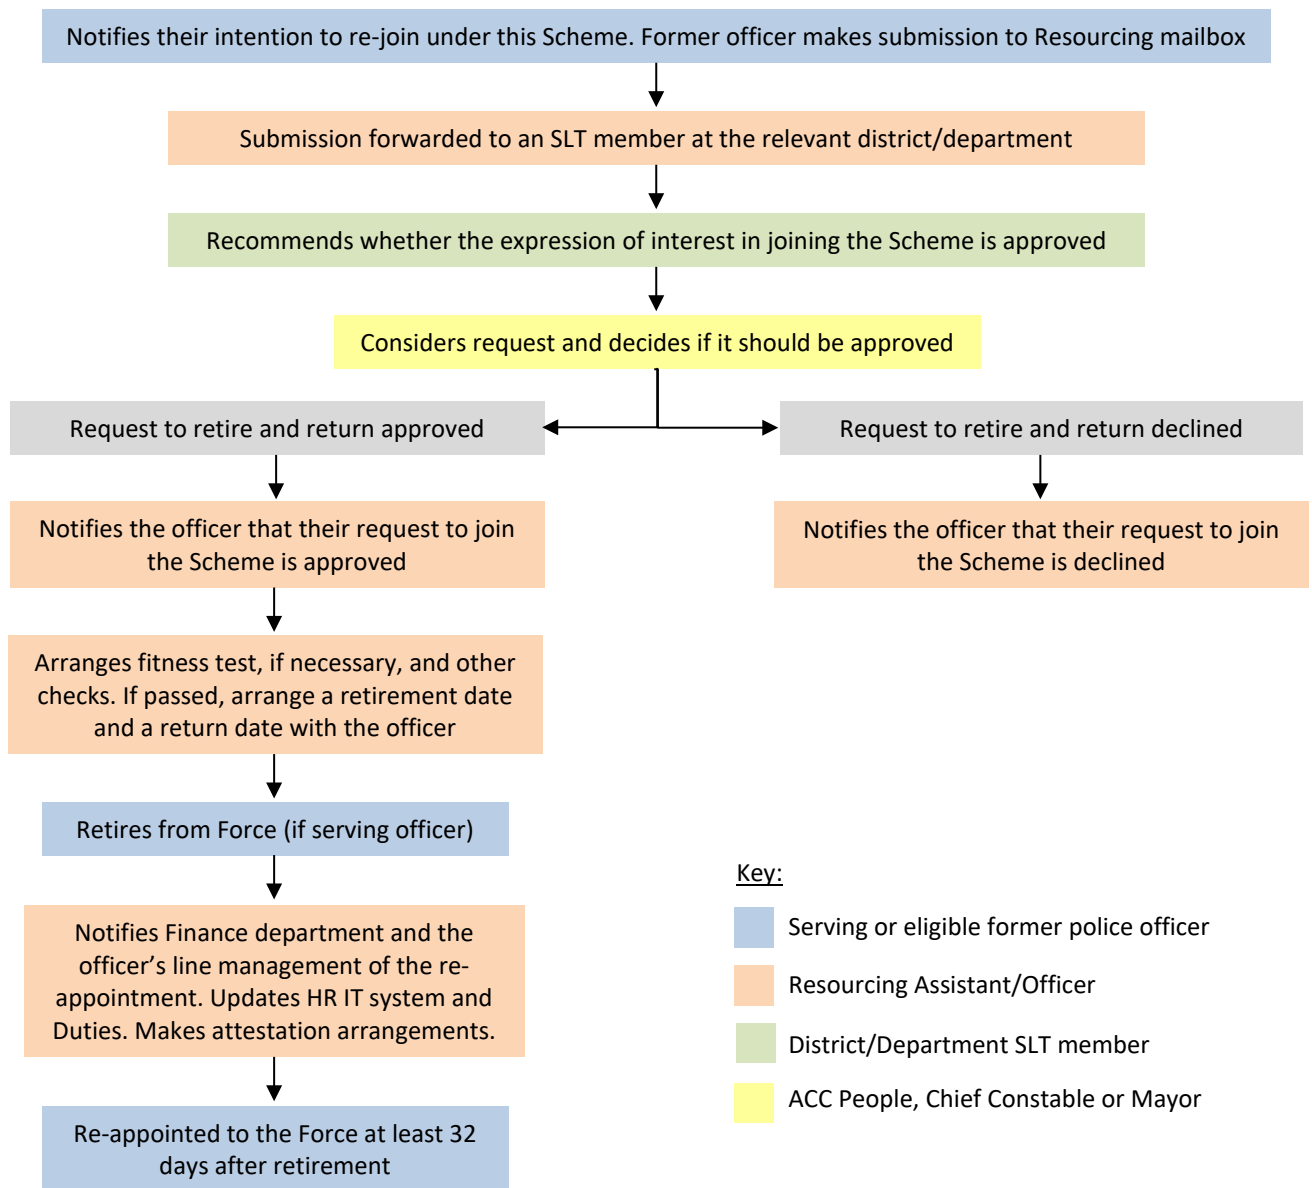 Notifies their intention to re-join under this Scheme. Former officer makes submission to Resourcing mailbox
Submission forwarded to an SLT member at the relevant district/department
Recommends whether the expression of interest in joining the Scheme is approved
Considers request and decides if it should be approved
Request to retire and return approved
Request to retire and return declined
Notifies the officer that their request to join
the Scheme is approved
Notifies the officer that their request to join
the Scheme is declined
Arranges fitness test, if necessary, and other
checks. If passed, arrange a retirement date
and a return date with the officer
Retires from Force (if serving officer)
Notifies Finance department and the
officer’s line management of the re-
appointment. Updates HR IT system and
Duties. Makes attestation arrangements.
Re-appointed to the Force at least 32
days after retirement
Key:
Serving or eligible former police officer
Resourcing Assistant/Officer
District/Department SLT member
ACC People, Chief Constable or Mayor